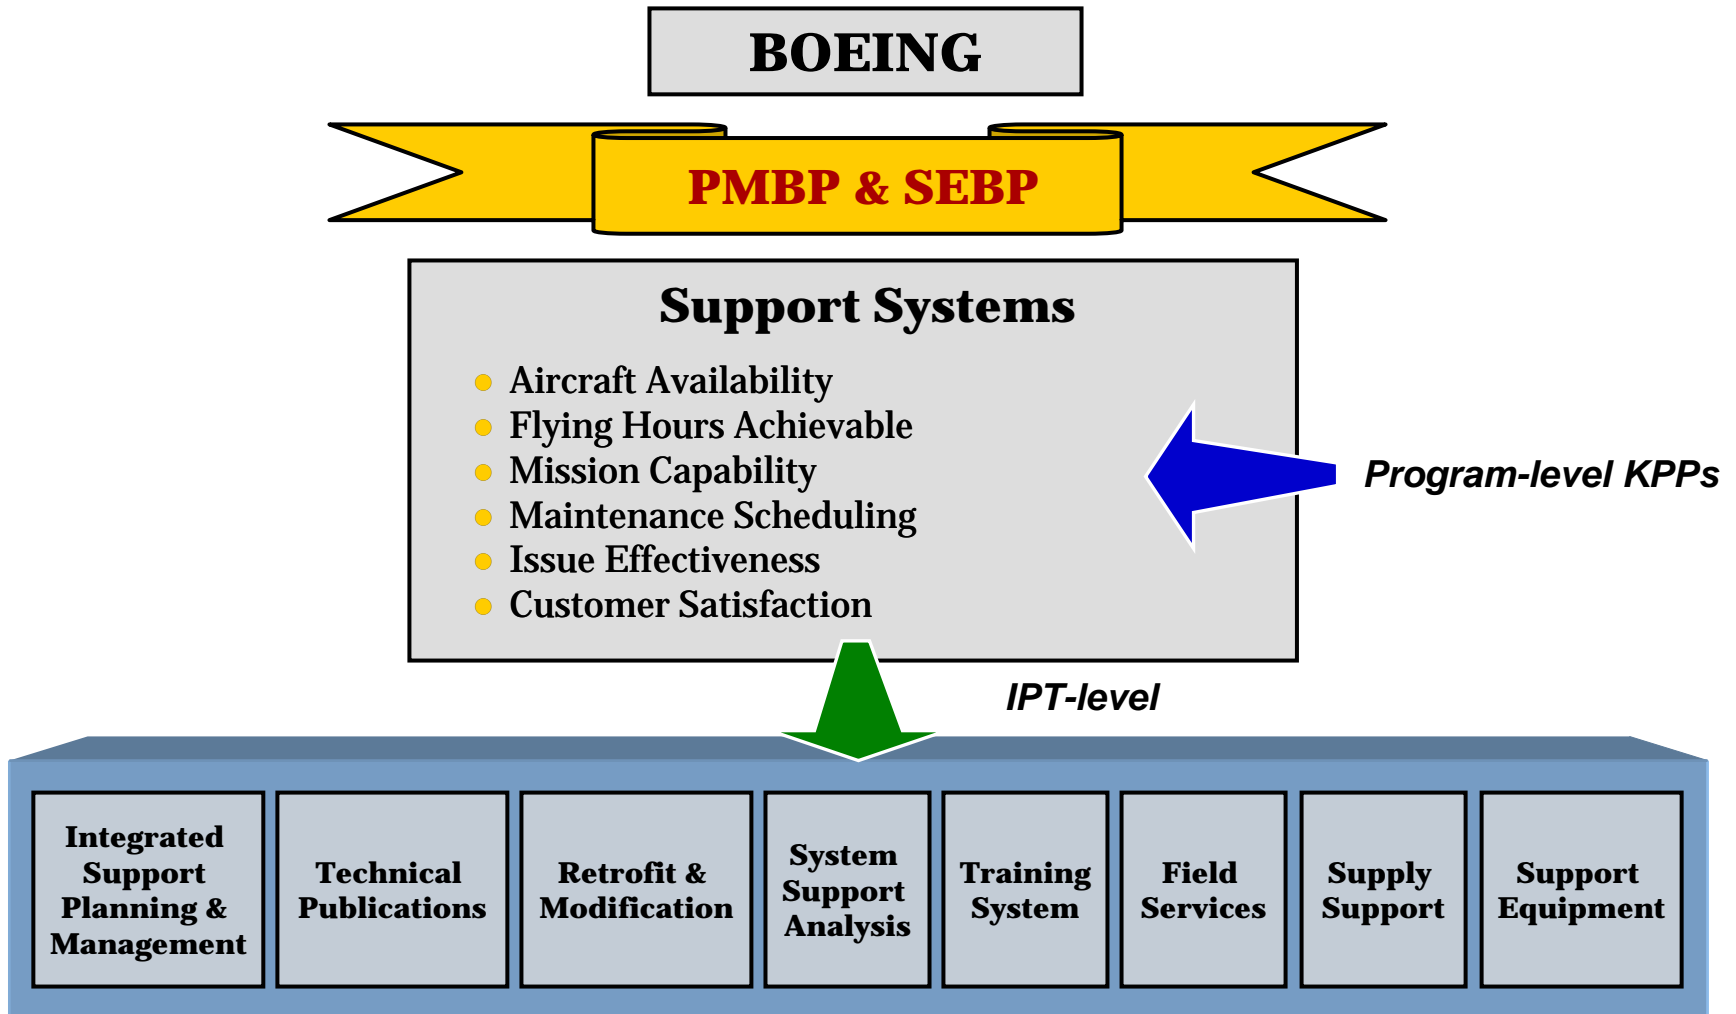 BOEING
PMBP & SEBP
Support Systems
Aircraft Availability
Flying Hours Achievable
Mission Capability
Maintenance Scheduling
Issue Effectiveness
Customer Satisfaction
Program-level KPPs
IPT-level
Integrated
Support
Planning &
Management
Technical
Publications
Retrofit &
Modification
System
Support
Analysis
Training
System
Field
Services
Supply
Support
Support
Equipment